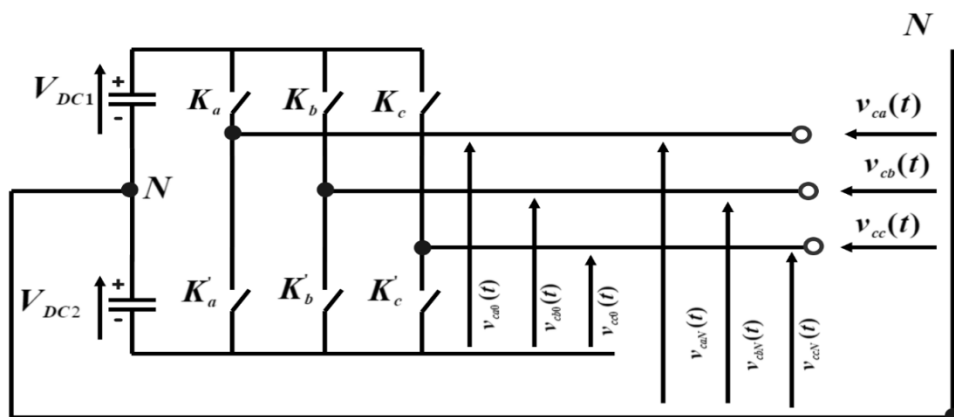 N
+
V_DC1
-
K_a
K_b
K_c
v_ca(t)
v_cb(t)
v_cc(t)
N
+
V_DC2
-
K'_a
K'_b
K'_c
v_ca0(t)
v_cb0(t)
v_cc0(t)
v_caN(t)
v_cbN(t)
v_ccN(t)